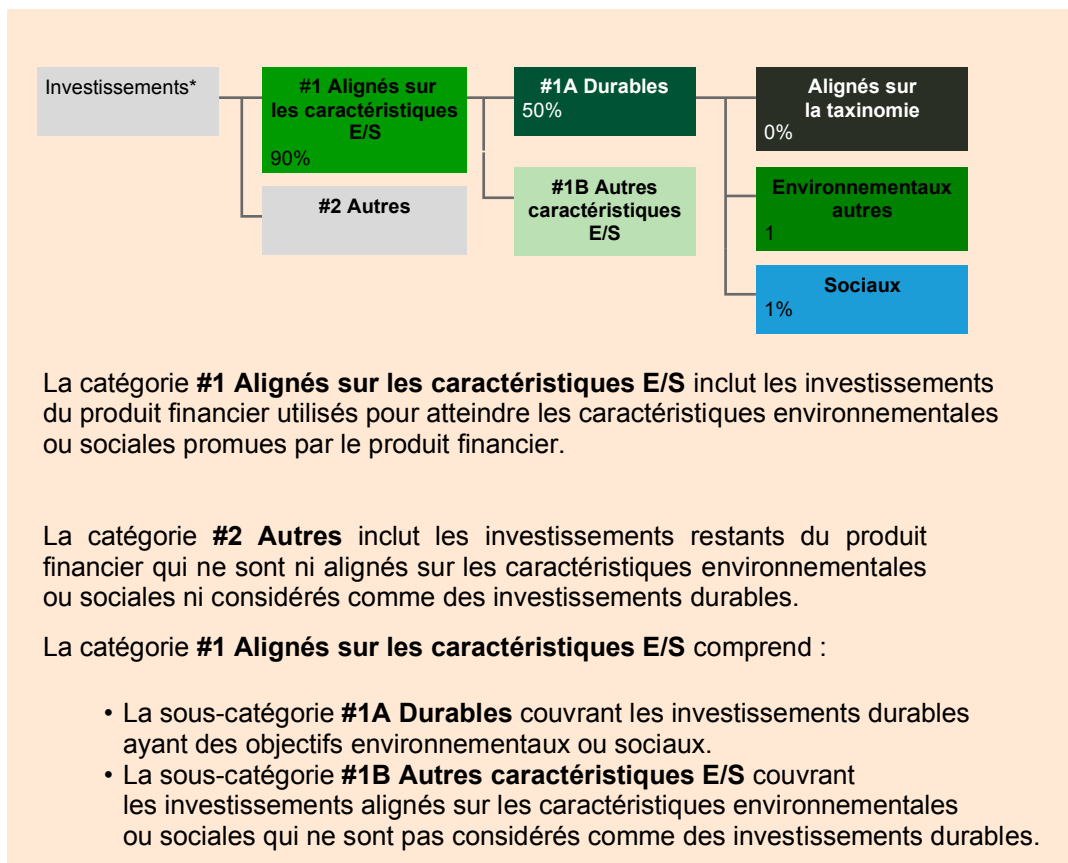 Investissements*
#1 Alignés sur
les caractéristiques
E/S
90%
#2 Autres
#1A Durables
50%
#1B Autres
caractéristiques
E/S
Alignés sur
la taxinomie
0%
Environnementaux
autres
1
Sociaux
1%
La catégorie #1 Alignés sur les caractéristiques E/S inclut les investissements
du produit financier utilisés pour atteindre les caractéristiques environnementales
ou sociales promues par le produit financier.
La catégorie #2 Autres inclut les investissements restants du produit
financier qui ne sont ni alignés sur les caractéristiques environnementales
ou sociales ni considérés comme des investissements durables.
La catégorie #1 Alignés sur les caractéristiques E/S comprend :
• La sous-catégorie #1A Durables couvrant les investissements durables
ayant des objectifs environnementaux ou sociaux.
• La sous-catégorie #1B Autres caractéristiques E/S couvrant
les investissements alignés sur les caractéristiques environnementales
ou sociales qui ne sont pas considérés comme des investissements durables.